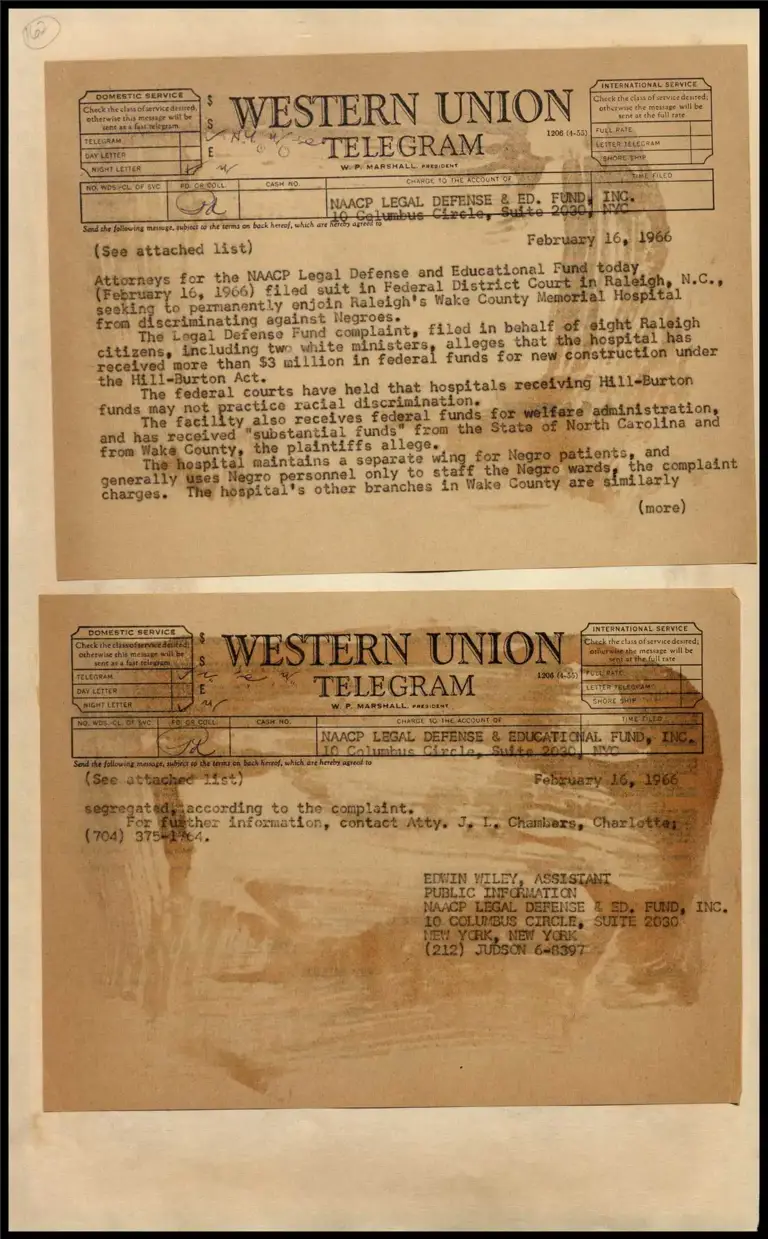 162
DOMESTIC SERVICE
Check the class of service desired;
otherwise this message will be
sent as a fast telegram
TELEGRAM
DAY LETTER
NIGHT LETTER
$
S
E
WESTERN UNION
TELEGRAM
1206 (4-55)
W. P. MARSHALL, PRESIDENT
INTERNATIONAL SERVICE
Check the class of service desired;
otherwise the message will be
sent at the full rate
FULL RATE
LETTER TELEGRAM
SHORE SHIP
NO. WDS.-CL. OF SVC
PD. OR COLL.
CASH NO.
CHARGE TO THE ACCOUNT OF
TIME FILED
Pd
NAACP LEGAL DEFENSE & ED. FUND, INC.
10 Columbus Circle, Suite 2030, NYC
Send the following message, subject to the terms on back hereof, which are hereby agreed to
(See attached list)
February 16, 1966
Attorneys for the NAACP Legal Defense and Educational Fund today
(February 16, 1966) filed suit in Federal District Court in Raleigh, N.C.,
seeking to permanently enjoin Raleigh's Wake County Memorial Hospital
from discriminating against Negroes.
The Legal Defense Fund complaint, filed in behalf of eight Raleigh
citizens, including two white ministers, alleges that the hospital has
received more than $3 million in federal funds for new construction under
the Hill-Burton Act.
The federal courts have held that hospitals receiving Hill-Burton
funds may not practice racial discrimination.
The facility also receives federal funds for welfare administration,
and has received "substantial funds" from the State of North Carolina and
from Wake County, the plaintiffs allege.
The hospital maintains a separate wing for Negro patients, and
generally uses Negro personnel only to staff the Negro wards, the complaint
charges. The hospital's other branches in Wake County are similarly
(more)
DOMESTIC SERVICE
Check the class of service desired;
otherwise this message will be
sent as a fast telegram
TELEGRAM
DAY LETTER
NIGHT LETTER
$
S
E
WESTERN UNION
TELEGRAM
1206 (4-55)
W. P. MARSHALL, PRESIDENT
INTERNATIONAL SERVICE
Check the class of service desired;
otherwise the message will be
sent at the full rate
FULL RATE
LETTER TELEGRAM
SHORE SHIP
NO. WDS.-CL. OF SVC
PD. OR COLL.
CASH NO.
CHARGE TO THE ACCOUNT OF
TIME FILED
Pd
NAACP LEGAL DEFENSE & EDUCATIONAL FUND, INC.
10 Columbus Circle, Suite 2030, NYC
Send the following message, subject to the terms on back hereof, which are hereby agreed to
(See attached list)
February 16, 1966
segregated, according to the complaint.
For further information, contact Atty. J. L. Chambers, Charlotte;
(704)
EDWIN WILEY, ASSISTANT
PUBLIC INFORMATION
NAACP LEGAL DEFENSE & ED. FUND, INC.
10 COLUMBUS CIRCLE, SUITE 2030
NEW YORK, NEW YORK
(212) JUDSON 6-8397